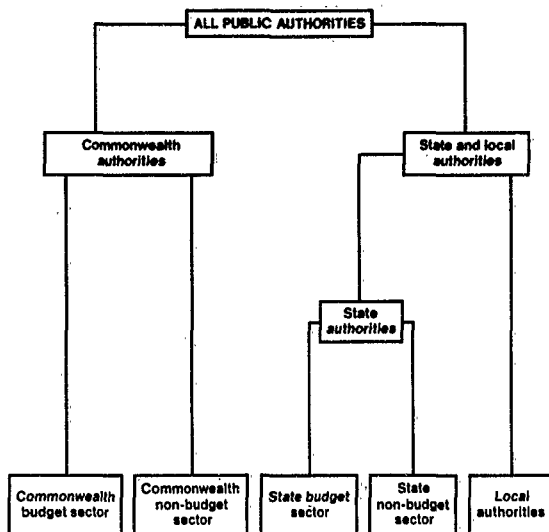 ALL PUBLIC AUTHORITIES
Commonwealth
authorities
State and local
authorities
State
authorities
Commonwealth
budget sector
Commonwealth
non-budget
sector
State budget
sector
State
non-budget
sector
Local
authorities